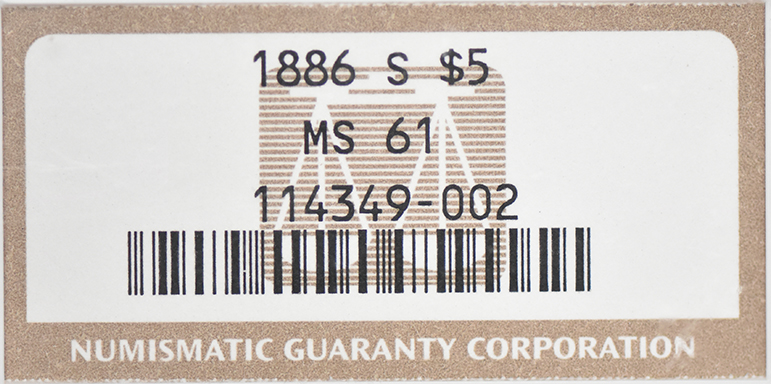 1886 S $5
MS 61
114349-002
NUMISMATIC GUARANTY CORPORATION